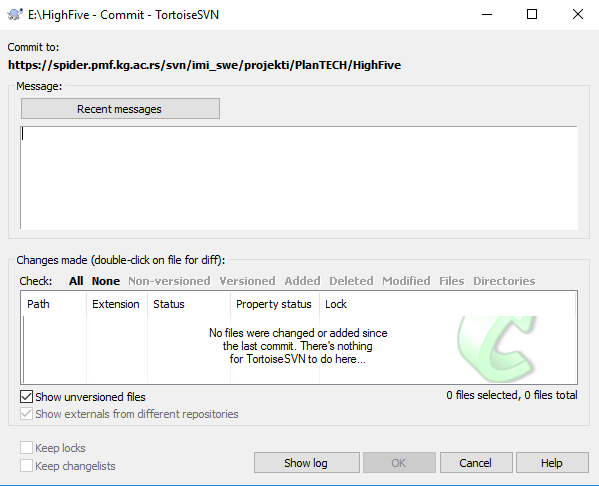 E:\HighFive - Commit - TortoiseSVN
Commit to:
https://spider.pmf.kg.ac.rs/svn/imi_swe/projekti/PlanTECH/HighFive
Message:
Recent messages
Changes made (double-click on file for diff):
Check: All None Non-versioned Versioned Added Deleted Modified Files Directories
Path Extension Status Property status Lock
No files were changed or added since
the last commit. There's nothing
for TortoiseSVN to do here...
Show unversioned files
0 files selected, 0 files total
Show externals from different repositories
Keep locks
Keep changelists
Show log OK Cancel Help